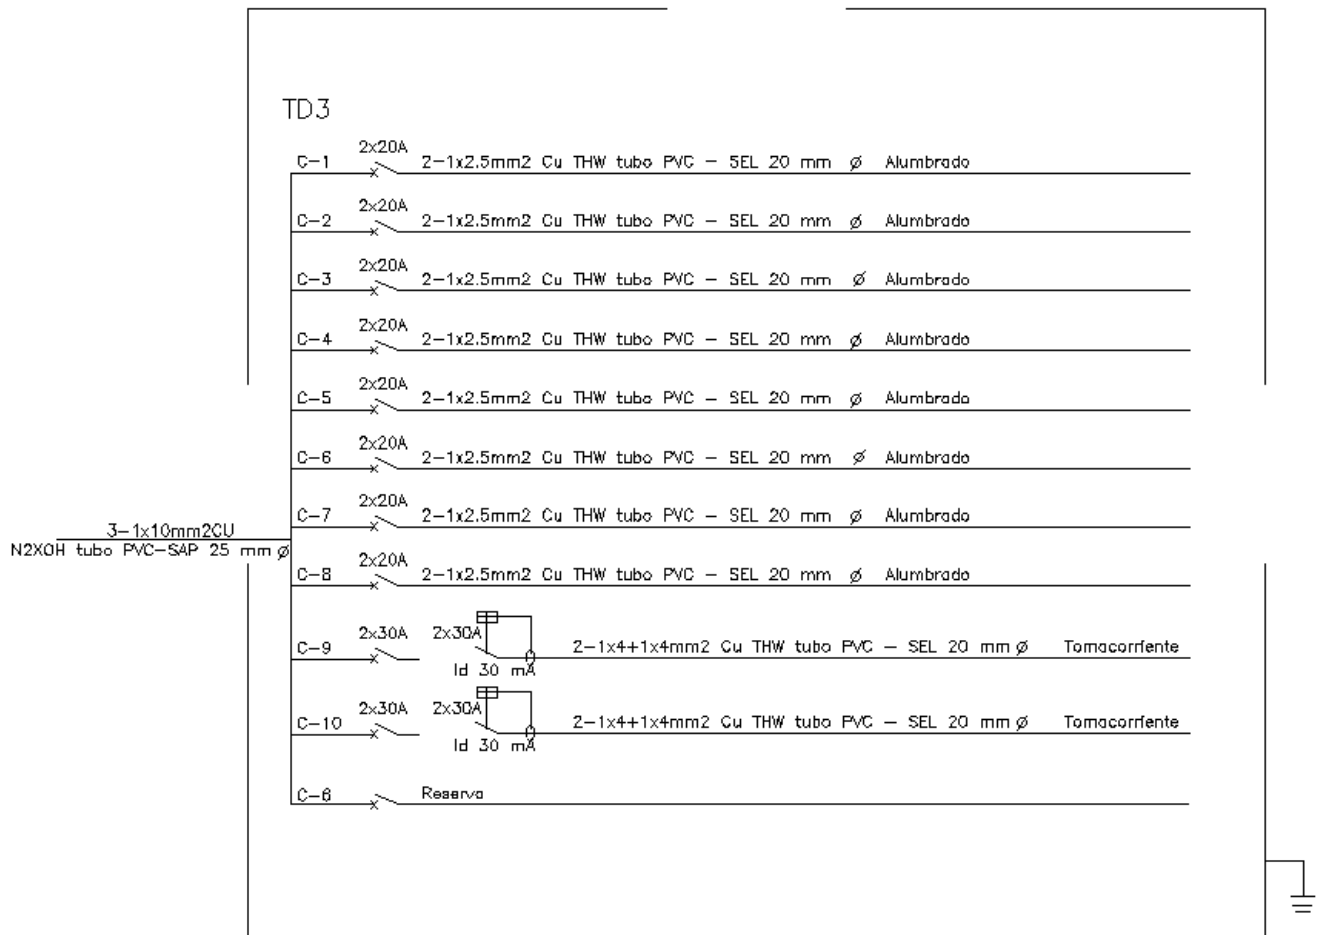 TD3
C-1 2x20A 2-1x2.5mm2 Cu THW tubo PVC - SEL 20 mm ø Alumbrado
C-2 2x20A 2-1x2.5mm2 Cu THW tubo PVC - SEL 20 mm ø Alumbrado
C-3 2x20A 2-1x2.5mm2 Cu THW tubo PVC - SEL 20 mm ø Alumbrado
C-4 2x20A 2-1x2.5mm2 Cu THW tubo PVC - SEL 20 mm ø Alumbrado
C-5 2x20A 2-1x2.5mm2 Cu THW tubo PVC - SEL 20 mm ø Alumbrado
C-6 2x20A 2-1x2.5mm2 Cu THW tubo PVC - SEL 20 mm ø Alumbrado
C-7 2x20A 2-1x2.5mm2 Cu THW tubo PVC - SEL 20 mm ø Alumbrado
3-1x10mm2CU
N2XOH tubo PVC-SAP 25 mm ø
C-8 2x20A 2-1x2.5mm2 Cu THW tubo PVC - SEL 20 mm ø Alumbrado
C-9 2x30A 2x30A 2-1x4+1x4mm2 Cu THW tubo PVC - SEL 20 mm ø Tomacorriente
Id 30 mA
C-10 2x30A 2x30A 2-1x4+1x4mm2 Cu THW tubo PVC - SEL 20 mm ø Tomacorriente
Id 30 mA
C-6 Reserva